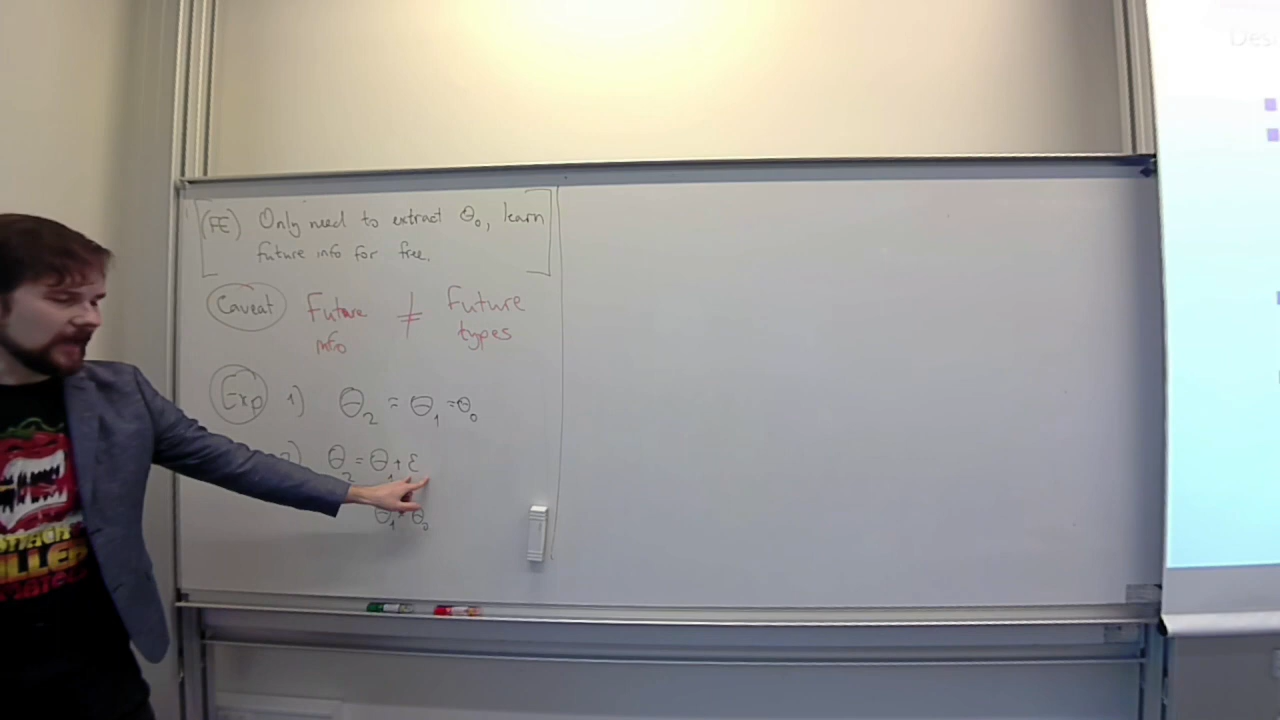 (FE) Only need to extract Θ₀, learn
future info for free.
Caveat Future ≠ Future
info types
Exp 1) Θ₂ = Θ₁ = Θ₀
2) Θ₂ = Θ₁ + ε
Θ₁ Θ₀